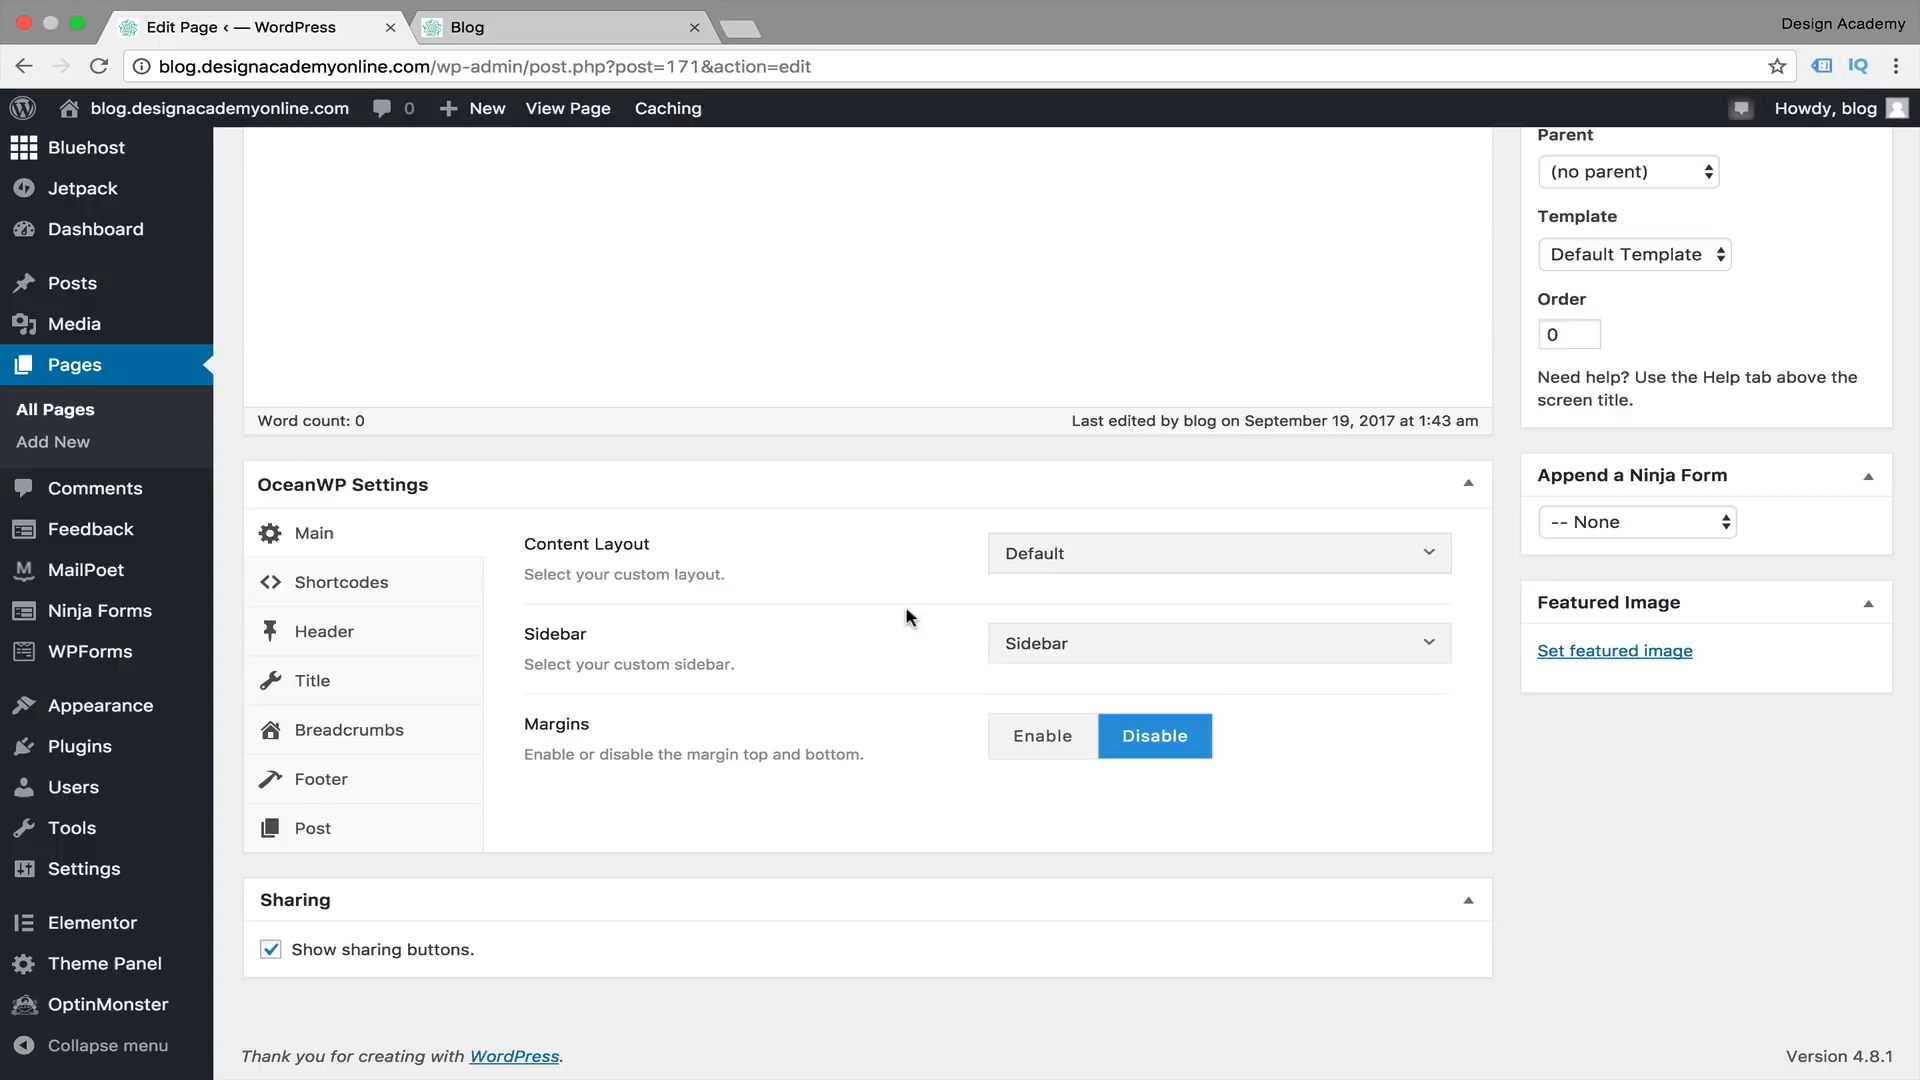 Edit Page ‹ — WordPress
Blog
Design Academy
blog.designacademyonline.com/wp-admin/post.php?post=171&action=edit
IQ
blog.designacademyonline.com
0
New
View Page
Caching
Howdy, blog
Bluehost
Jetpack
Dashboard
Posts
Media
Pages
All Pages
Add New
Comments
Feedback
MailPoet
Ninja Forms
WPForms
Appearance
Plugins
Users
Tools
Settings
Elementor
Theme Panel
OptinMonster
Collapse menu
Word count: 0
Last edited by blog on September 19, 2017 at 1:43 am
OceanWP Settings
Main
Shortcodes
Header
Title
Breadcrumbs
Footer
Post
Content Layout
Select your custom layout.
Default
Sidebar
Select your custom sidebar.
Sidebar
Margins
Enable or disable the margin top and bottom.
Enable
Disable
Sharing
Show sharing buttons.
Thank you for creating with WordPress.
Parent
(no parent)
Template
Default Template
Order
0
Need help? Use the Help tab above the
screen title.
Append a Ninja Form
-- None
Featured Image
Set featured image
Version 4.8.1